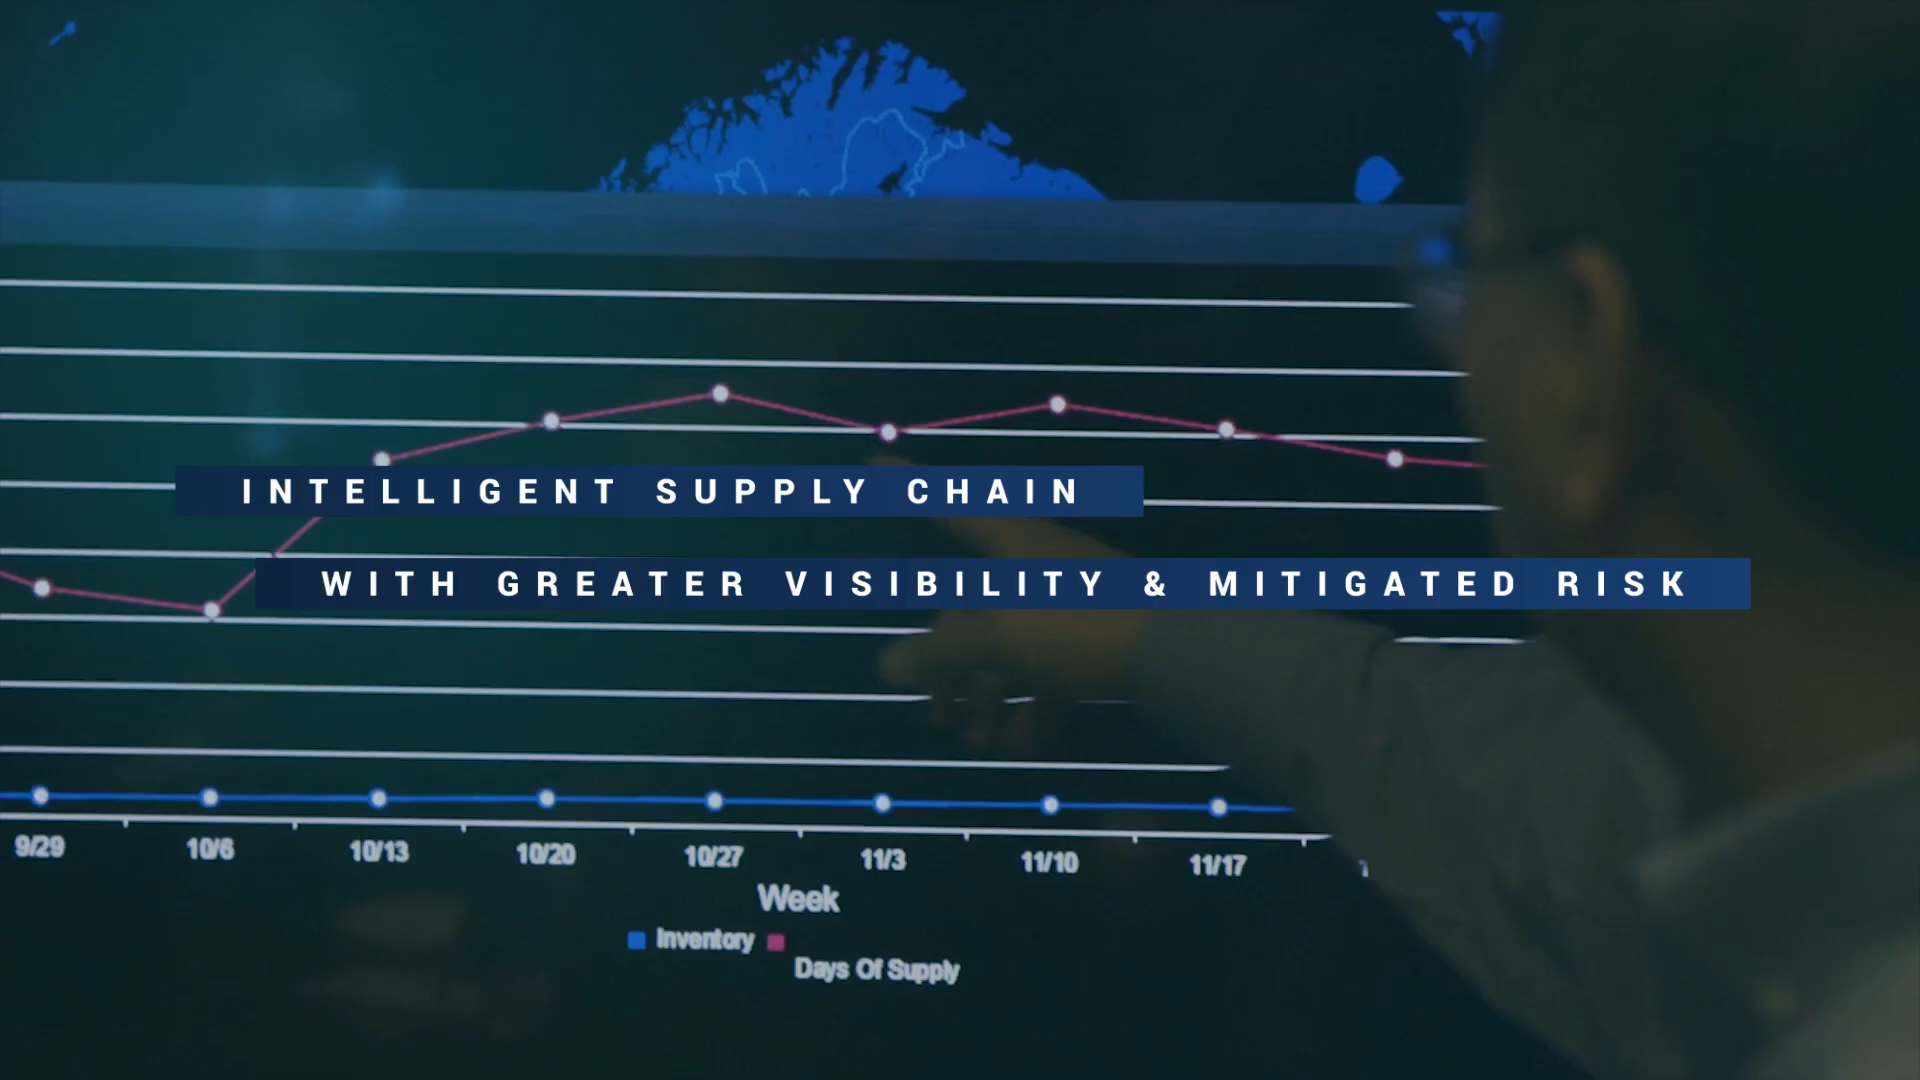 INTELLIGENT SUPPLY CHAIN
WITH GREATER VISIBILITY & MITIGATED RISK
9/29 10/6 10/13 10/20 10/27 11/3 11/10 11/17
Week
Inventory
Days Of Supply